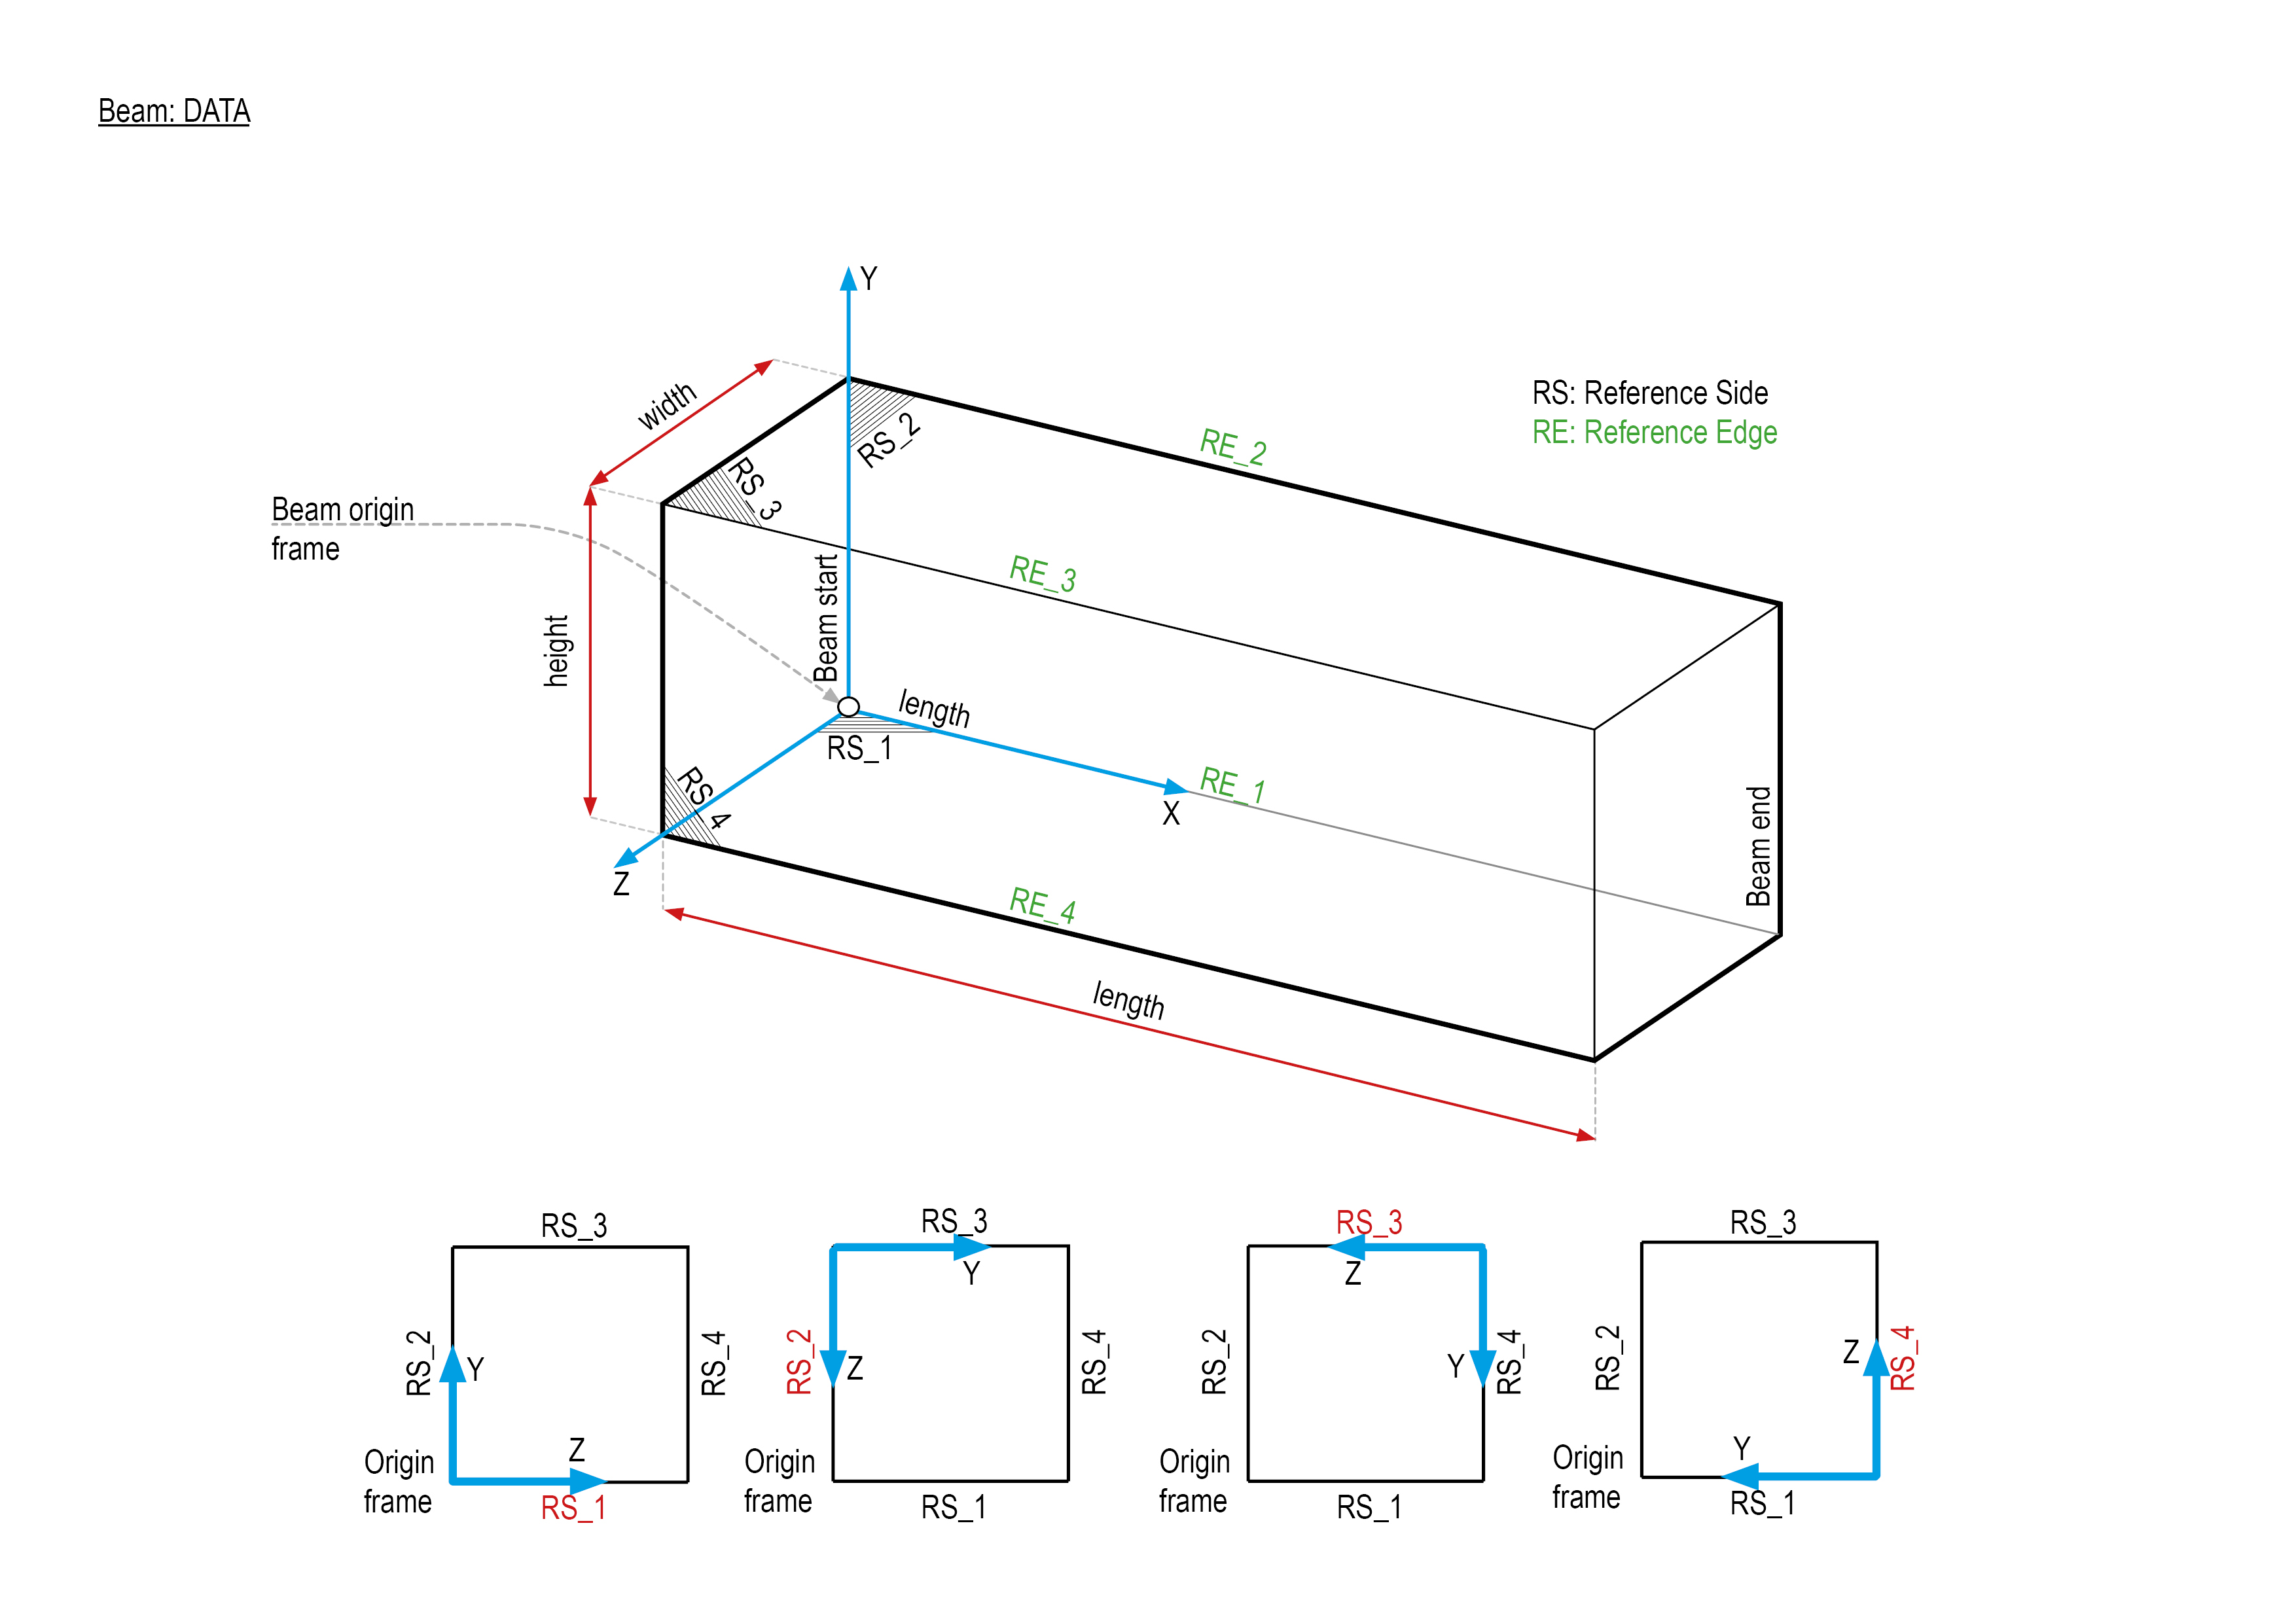 Beam: DATA
Y
width
RS_2
RE_2
RS: Reference Side
RE: Reference Edge
RS_3
Beam origin
frame
RE_3
height
Beam start
length
RS_1
RE_1
X
RS_4
Z
Beam end
RE_4
length
RS_3
RS_2
Y
RS_4
Z
Origin
frame
RS_1
RS_3
Y
RS_2
Z
RS_4
Origin
frame
RS_1
RS_3
Z
RS_2
Y
RS_4
Origin
frame
RS_1
RS_3
RS_2
Z
RS_4
Y
Origin
frame
RS_1